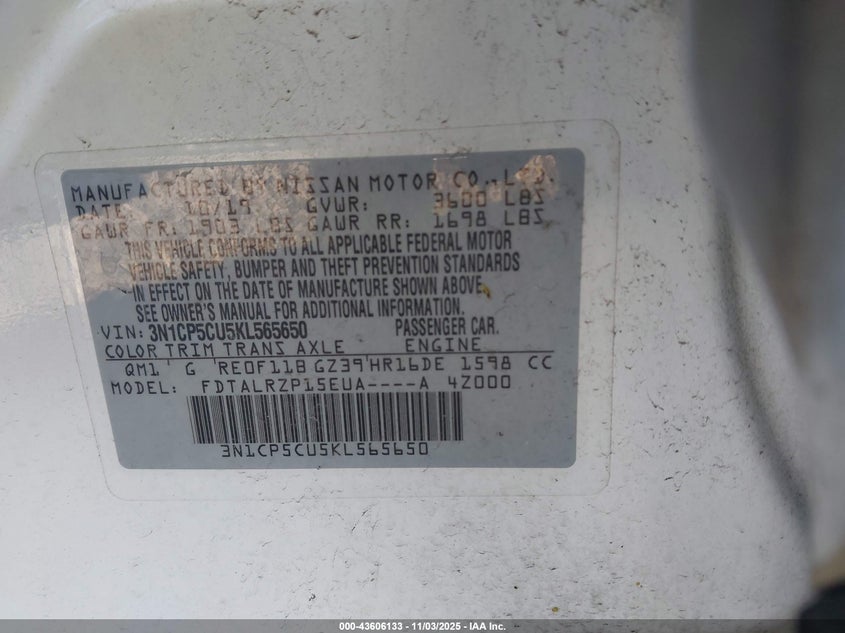 MANUFACTURED BY NISSAN MOTOR CO., LTD.
DATE: 10/19 GVWR: 3600 LBS
GAWR FR: 1903 LBS GAWR RR: 1698 LBS
THIS VEHICLE CONFORMS TO ALL APPLICABLE FEDERAL MOTOR
VEHICLE SAFETY, BUMPER AND THEFT PREVENTION STANDARDS
IN EFFECT ON THE DATE OF MANUFACTURE SHOWN ABOVE.
SEE OWNER'S MANUAL FOR ADDITIONAL INFORMATION.
VIN: 3N1CP5CU5KL565650 PASSENGER CAR.
COLOR TRIM TRANS AXLE ENGINE
QM1 G RE0F11B GZ39 HR16DE 1598 CC
MODEL: FDTALRZP15EUA----A 4Z000
3N1CP5CU5KL565650
000-43606133 - 11/03/2025 - IAA Inc.